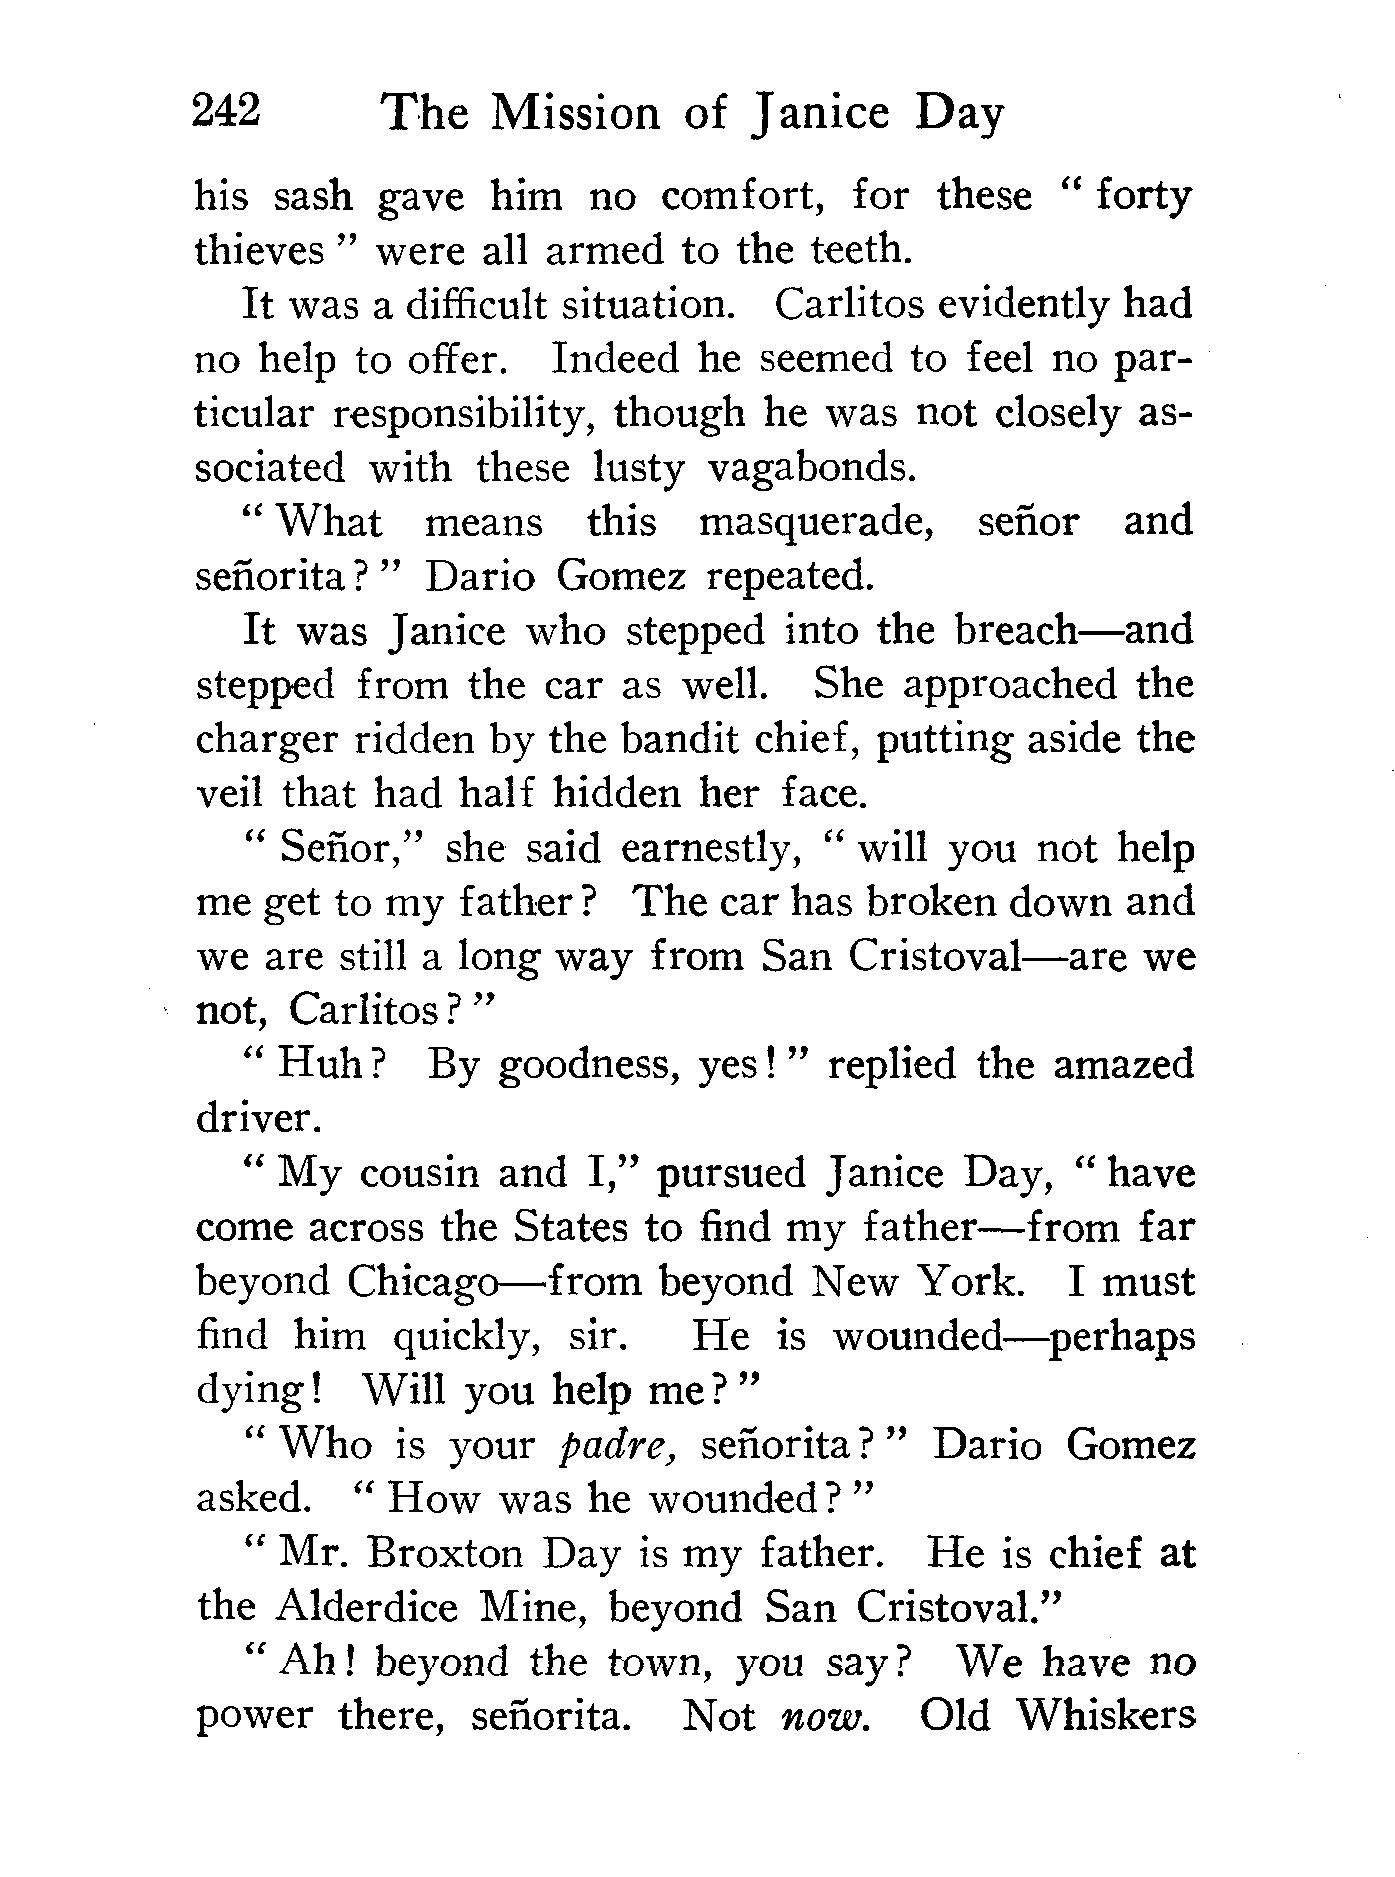 242 The Mission of Janice Day
his sash gave him no comfort, for these “ forty
thieves ” were all armed to the teeth.
It was a difficult situation. Carlitos evidently had
no help to offer. Indeed he seemed to feel no par-
ticular responsibility, though he was not closely as-
sociated with these lusty vagabonds.
“ What means this masquerade, señor and
señorita? ” Dario Gomez repeated.
It was Janice who stepped into the breach—and
stepped from the car as well. She approached the
charger ridden by the bandit chief, putting aside the
veil that had half hidden her face.
“ Señor,” she said earnestly, “ will you not help
me get to my father? The car has broken down and
we are still a long way from San Cristoval—are we
not, Carlitos? ”
“ Huh? By goodness, yes! ” replied the amazed
driver.
“ My cousin and I,” pursued Janice Day, “ have
come across the States to find my father—from far
beyond Chicago—from beyond New York. I must
find him quickly, sir. He is wounded—perhaps
dying! Will you help me? ”
“ Who is your padre, señorita? ” Dario Gomez
asked. “ How was he wounded? ”
“ Mr. Broxton Day is my father. He is chief at
the Alderdice Mine, beyond San Cristoval.”
“ Ah! beyond the town, you say? We have no
power there, señorita. Not now. Old Whiskers